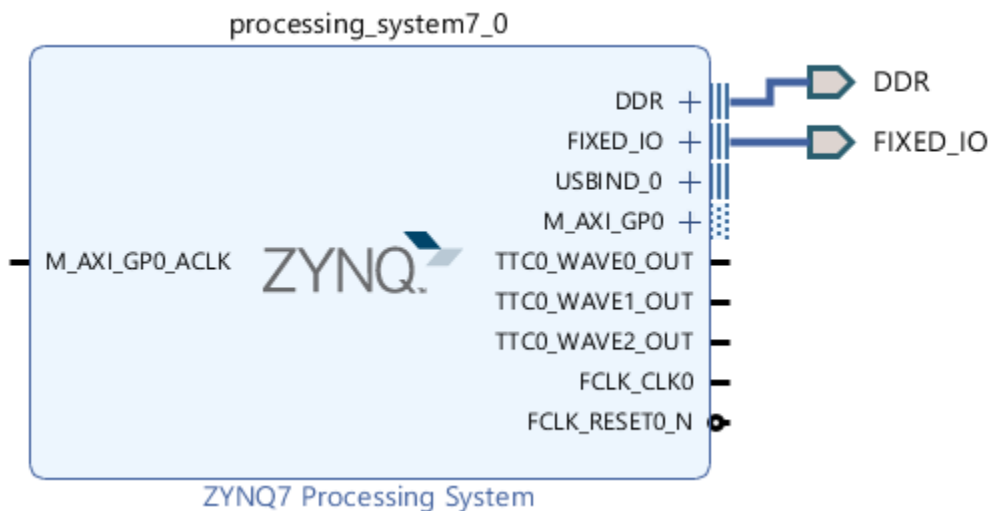 processing_system7_0
DDR
DDR
FIXED_IO
FIXED_IO
USBIND_0
M_AXI_GP0
M_AXI_GP0_ACLK
ZYNQ
TTC0_WAVE0_OUT
TTC0_WAVE1_OUT
TTC0_WAVE2_OUT
FCLK_CLK0
FCLK_RESET0_N
ZYNQ7 Processing System